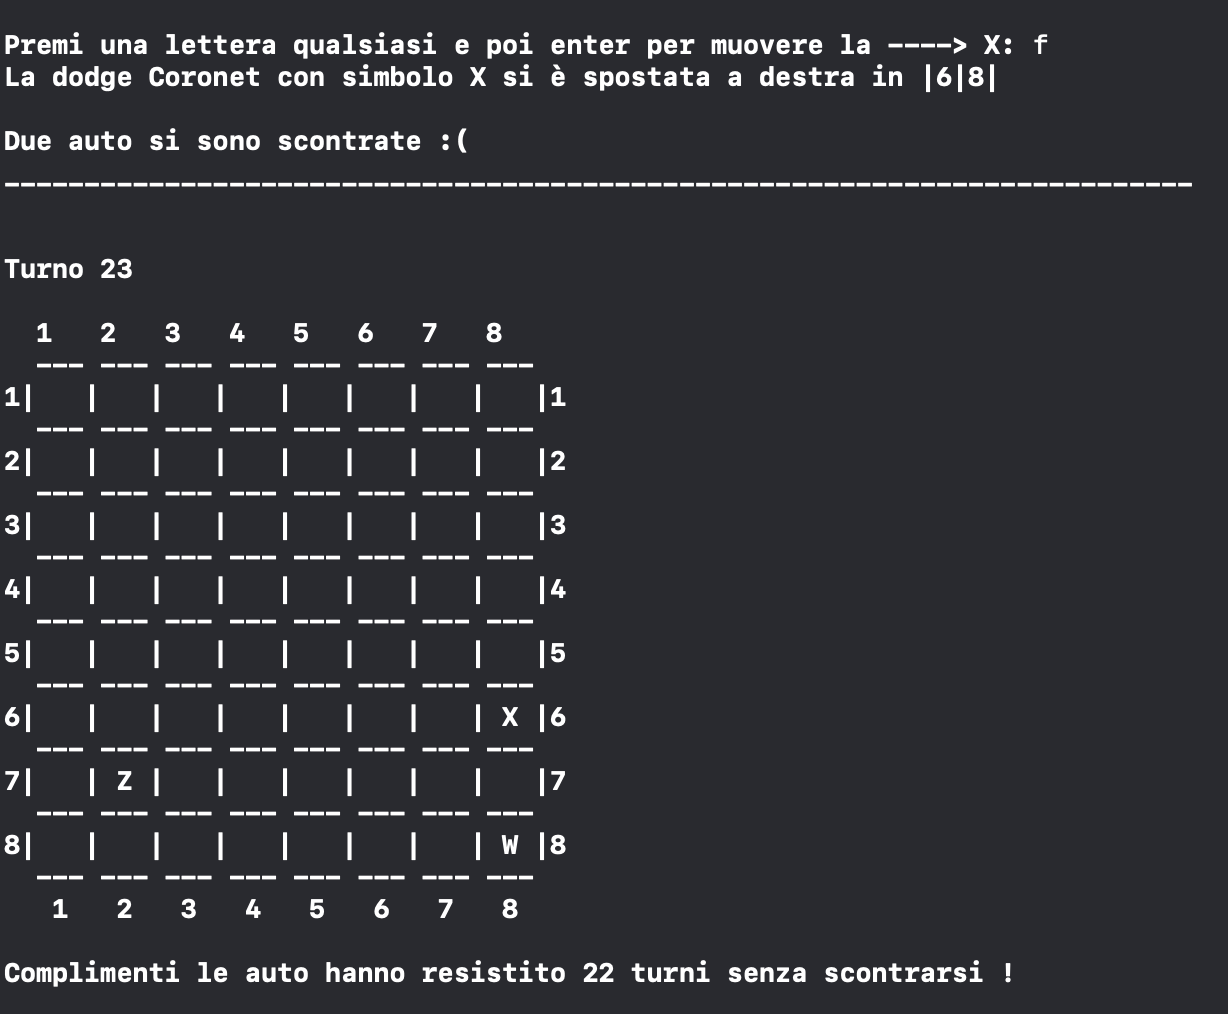 Premi una lettera qualsiasi e poi enter per muovere la ----> X: f
La dodge Coronet con simbolo X si è spostata a destra in |6|8|
Due auto si sono scontrate :(
--------------------------------------------------------------------------
Turno 23
  1   2   3   4   5   6   7   8
  --- --- --- --- --- --- --- ---
1|   |   |   |   |   |   |   |   |1
  --- --- --- --- --- --- --- ---
2|   |   |   |   |   |   |   |   |2
  --- --- --- --- --- --- --- ---
3|   |   |   |   |   |   |   |   |3
  --- --- --- --- --- --- --- ---
4|   |   |   |   |   |   |   |   |4
  --- --- --- --- --- --- --- ---
5|   |   |   |   |   |   |   |   |5
  --- --- --- --- --- --- --- ---
6|   |   |   |   |   |   |   | X |6
  --- --- --- --- --- --- --- ---
7|   | Z |   |   |   |   |   |   |7
  --- --- --- --- --- --- --- ---
8|   |   |   |   |   |   |   | W |8
  --- --- --- --- --- --- --- ---
   1   2   3   4   5   6   7   8
Complimenti le auto hanno resistito 22 turni senza scontrarsi !